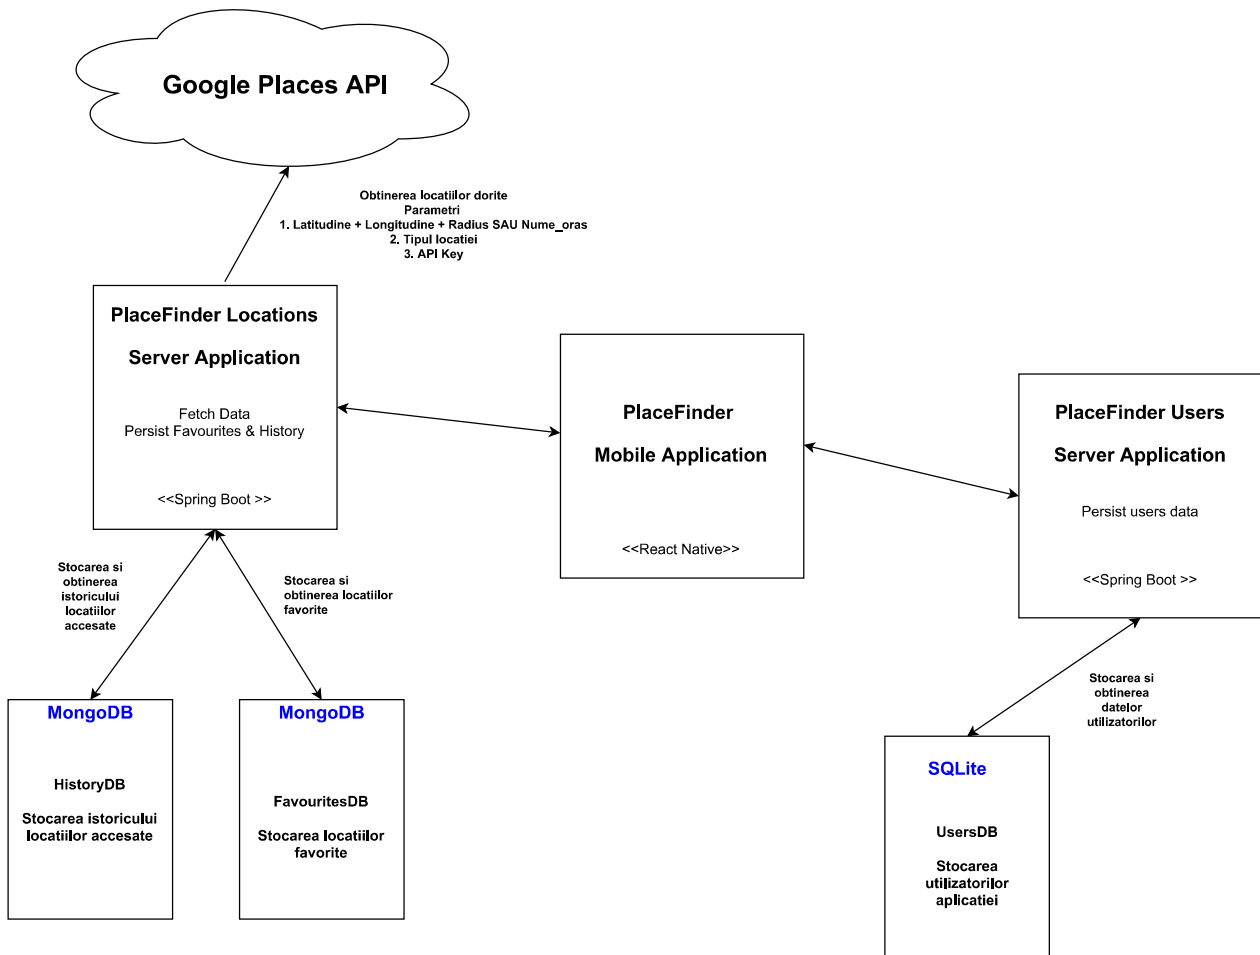 Google Places API
Obtinerea locatiilor dorite
Parametri
1. Latitudine + Longitudine + Radius SAU Nume_oras
2. Tipul locatiei
3. API Key
PlaceFinder Locations
Server Application
Fetch Data
Persist Favourites & History
<<Spring Boot >>
PlaceFinder
Mobile Application
<<React Native>>
PlaceFinder Users
Server Application
Persist users data
<<Spring Boot >>
Stocarea si
obtinerea
istoricului
locatiilor
accesate
Stocarea si
obtinerea locatiilor
favorite
Stocarea si
obtinerea
datelor
utilizatorilor
MongoDB
HistoryDB
Stocarea istoricului
locatiilor accesate
MongoDB
FavouritesDB
Stocarea locatiilor
favorite
SQLite
UsersDB
Stocarea
utilizatorilor
aplicatiei